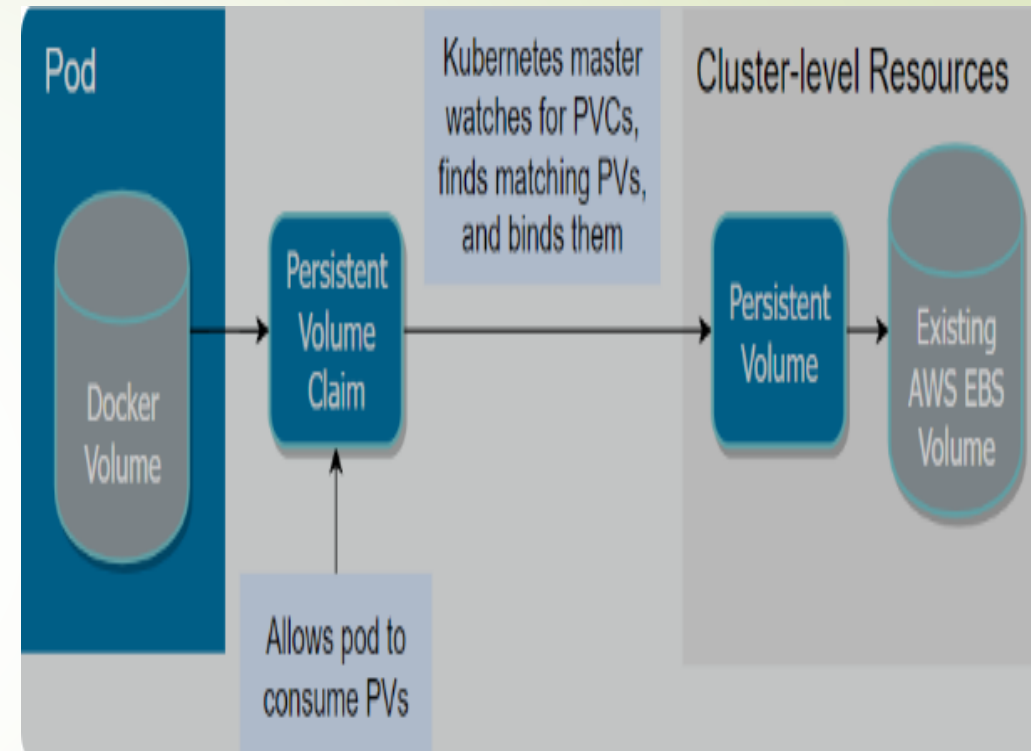 Pod
Docker
Volume
Persistent
Volume
Claim
Allows pod to
consume PVs
Kubernetes master
watches for PVCs,
finds matching PVs,
and binds them
Cluster-level Resources
Persistent
Volume
Existing
AWS EBS
Volume